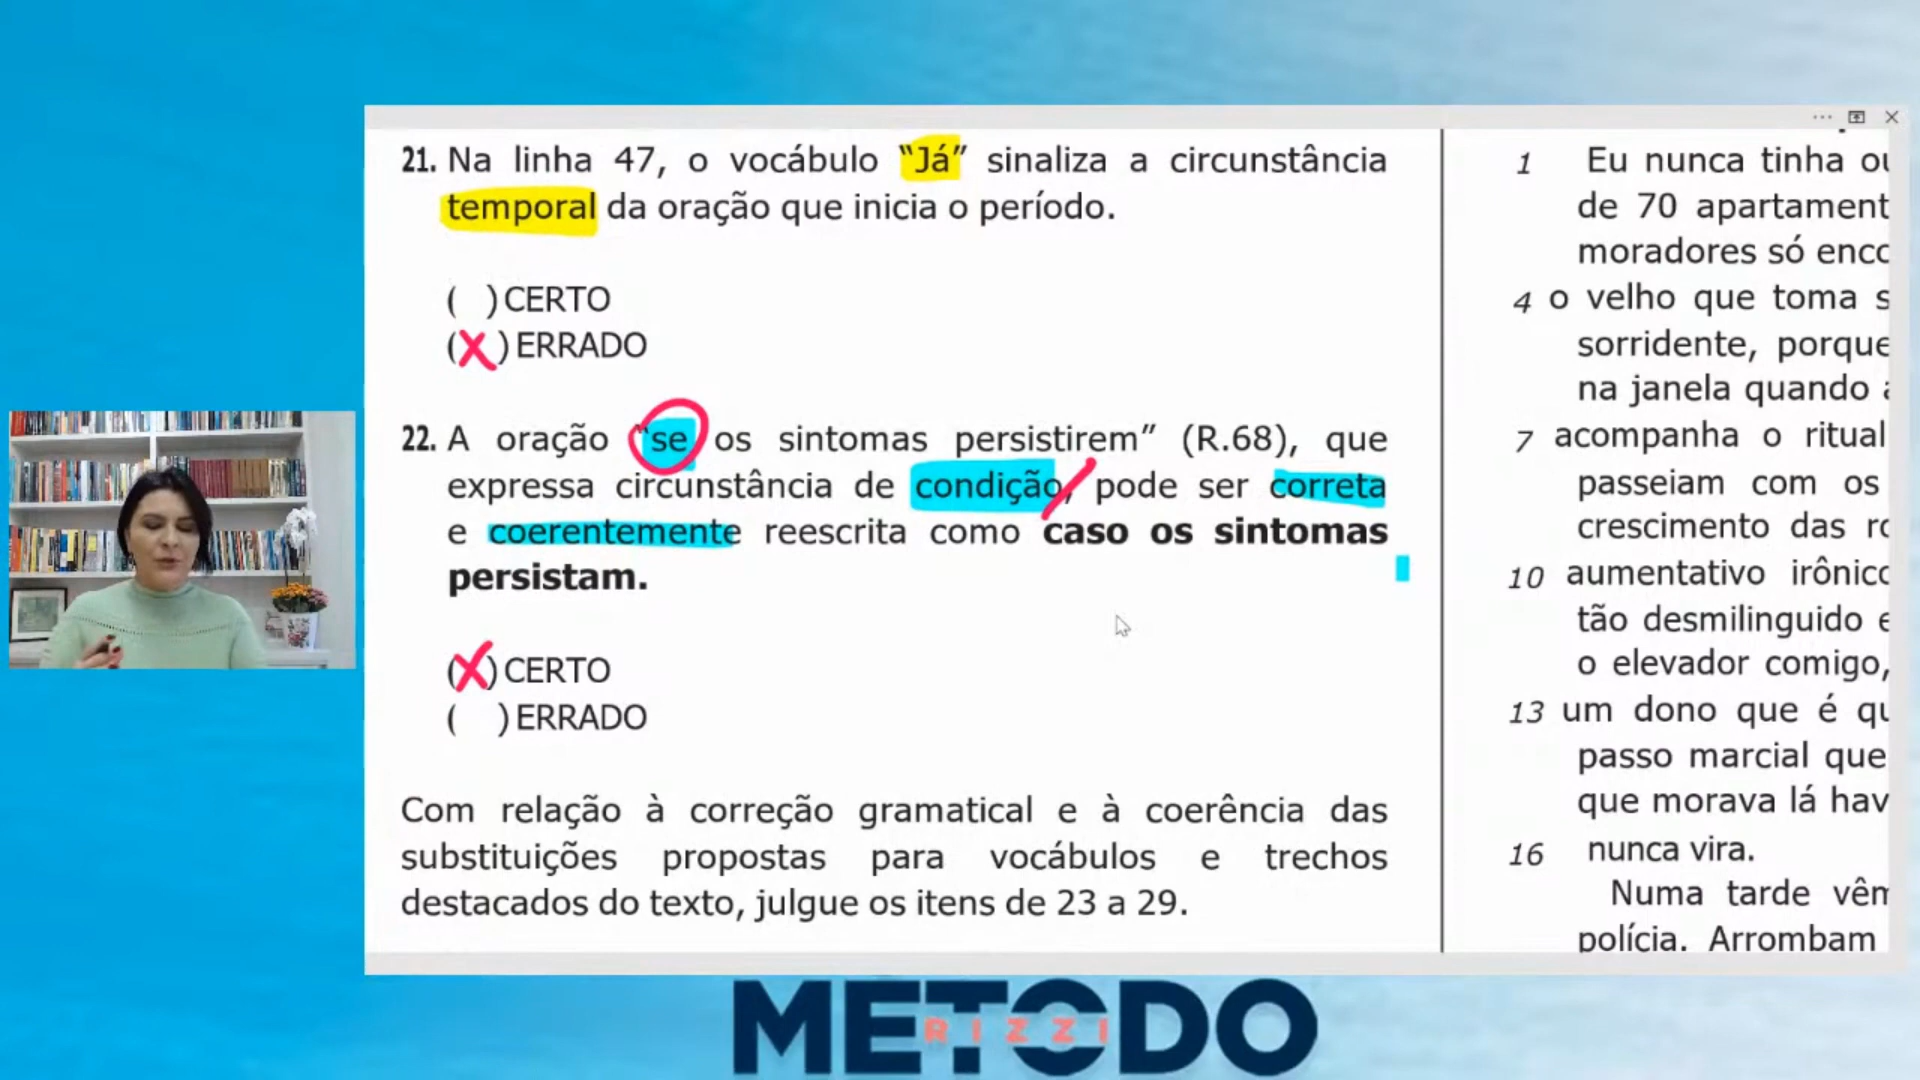 21. Na linha 47, o vocábulo “Já” sinaliza a circunstância
temporal da oração que inicia o período.
( ) CERTO
(X) ERRADO
22. A oração “se os sintomas persistirem” (R.68), que
expressa circunstância de condição, pode ser correta
e coerentemente reescrita como caso os sintomas
persistam.
(X) CERTO
( ) ERRADO
Com relação à correção gramatical e à coerência das
substituições propostas para vocábulos e trechos
destacados do texto, julgue os itens de 23 a 29.
1 Eu nunca tinha
de 70 apartament
moradores só
4 o velho que toma
sorridente, porque
na janela quando
7 acompanha o ritual
passeiam com os
crescimento das
10 aumentativo
tão desmilinguido
o elevador comigo,
13 um dono que é
passo marcial que
que morava lá
16 nunca vira.
Numa tarde
polícia. Arrombam
METODO
RIZZI